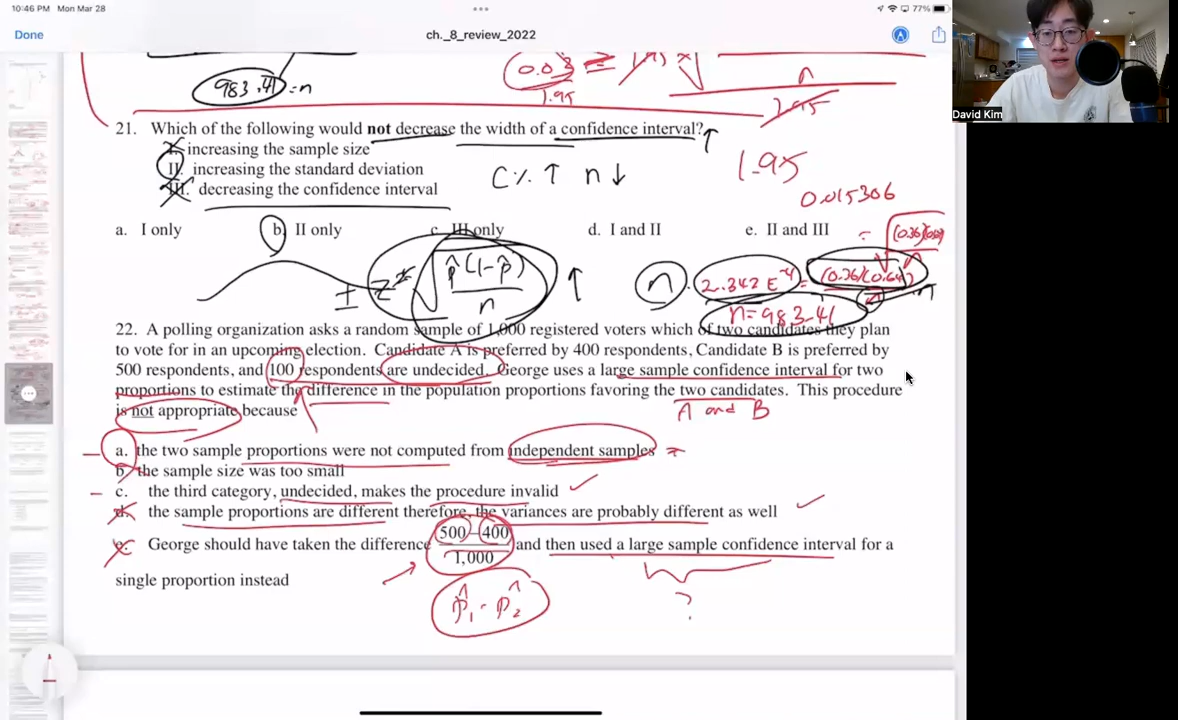 10:46 PM Mon Mar 28
77%
Done
ch._8_review_2022
983.41 = n
0.03
1.95
n
1.95
David Kim
21. Which of the following would not decrease the width of a confidence interval? ↑
I. increasing the sample size
II. increasing the standard deviation
III. decreasing the confidence interval
C% ↑ n↓
1.95
0.015306
a. I only
b. II only
c. III only
d. I and II
e. II and III
± z* √ p̂(1-p̂) / n ↑
n · 2.342 E-4 = (0.36)(0.64)
n = 983.41
22. A polling organization asks a random sample of 1,000 registered voters which of two candidates they plan
to vote for in an upcoming election. Candidate A is preferred by 400 respondents, Candidate B is preferred by
500 respondents, and 100 respondents are undecided. George uses a large sample confidence interval for two
proportions to estimate the difference in the population proportions favoring the two candidates. This procedure
is not appropriate because
A and B
a. the two sample proportions were not computed from independent samples
b. the sample size was too small
c. the third category, undecided, makes the procedure invalid ✓
d. the sample proportions are different therefore, the variances are probably different as well ✓
e. George should have taken the difference 500 - 400 / 1,000 and then used a large sample confidence interval for a
single proportion instead
p̂1 - p̂2
?